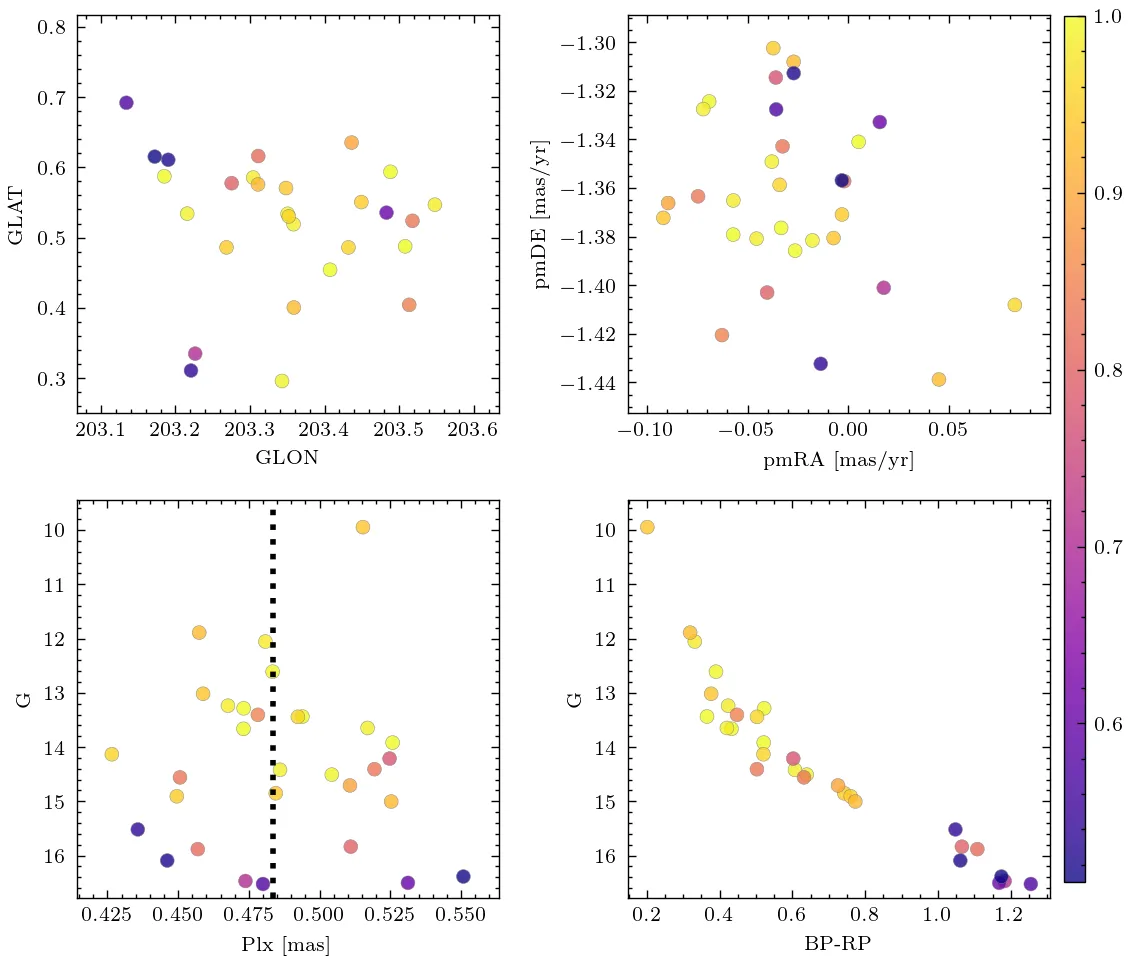 0.8
0.7
0.6
0.5
0.4
0.3
GLAT
203.1 203.2 203.3 203.4 203.5 203.6
GLON
−1.30
−1.32
−1.34
−1.36
−1.38
−1.40
−1.42
−1.44
pmDE [mas/yr]
−0.10 −0.05 0.00 0.05
pmRA [mas/yr]
1.0
0.9
0.8
0.7
0.6
10
11
12
13
14
15
16
G
0.425 0.450 0.475 0.500 0.525 0.550
Plx [mas]
10
11
12
13
14
15
16
G
0.2 0.4 0.6 0.8 1.0 1.2
BP-RP